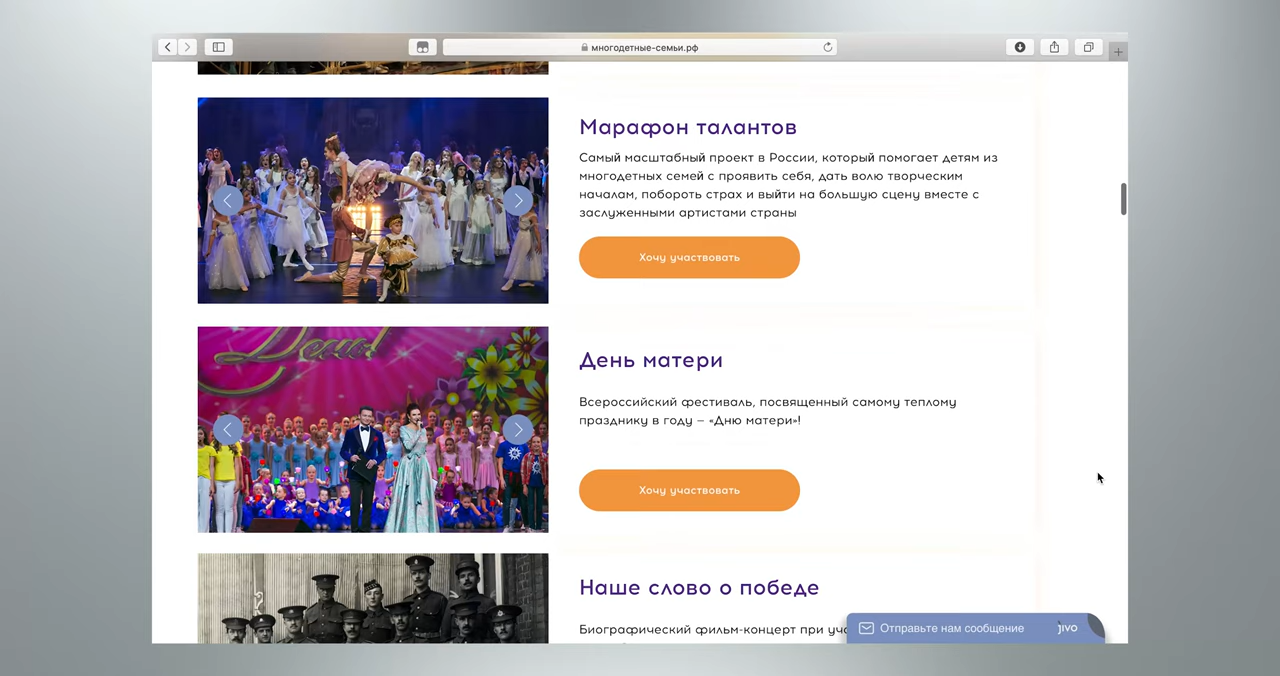 многодетные-семьи.рф
Марафон талантов
Самый масштабный проект в России, который помогает детям из
многодетных семей с проявить себя, дать волю творческим
началам, побороть страх и выйти на большую сцену вместе с
заслуженными артистами страны
Хочу участвовать
День!
День матери
Всероссийский фестиваль, посвященный самому теплому
празднику в году – «Дню матери»!
Хочу участвовать
Наше слово о победе
Биографический фильм-концерт при
Отправьте нам сообщение
jivo